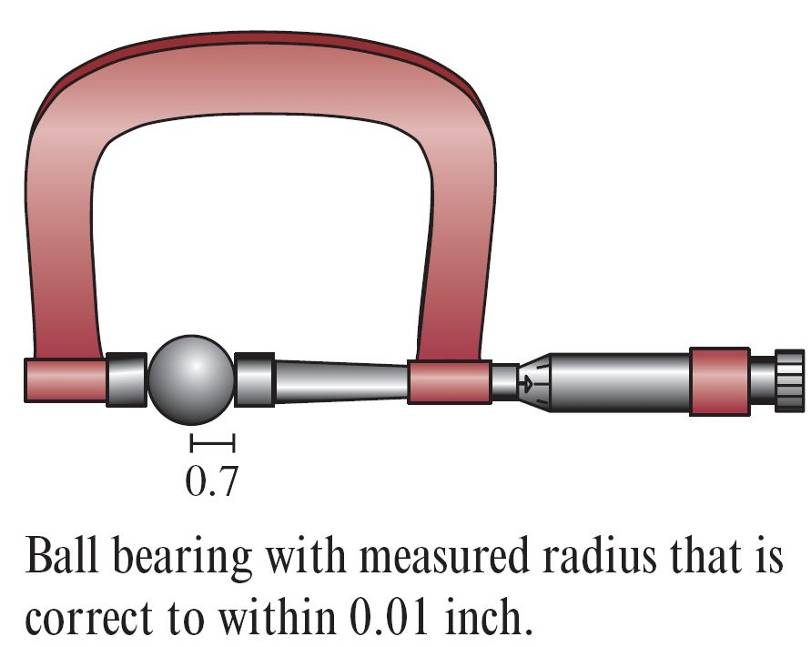 0.7
Ball bearing with measured radius that is
correct to within 0.01 inch.